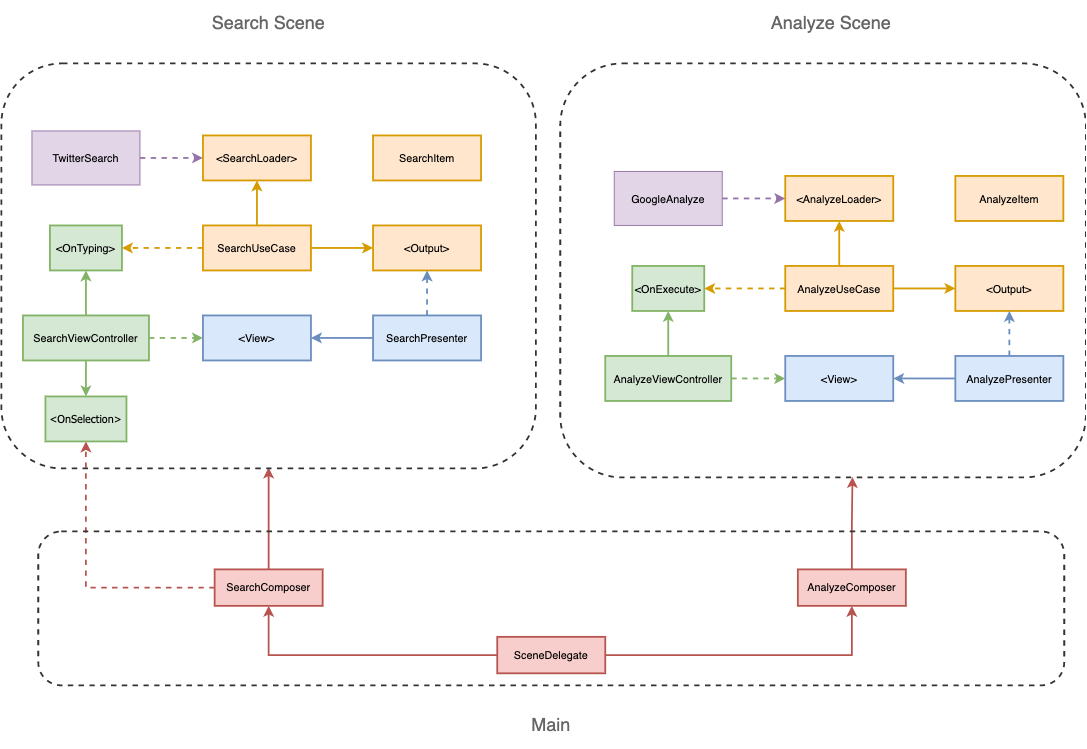 Search Scene
Analyze Scene
TwitterSearch
<SearchLoader>
SearchItem
<OnTyping>
SearchUseCase
<Output>
SearchViewController
<View>
SearchPresenter
<OnSelection>
GoogleAnalyze
<AnalyzeLoader>
AnalyzeItem
<OnExecute>
AnalyzeUseCase
<Output>
AnalyzeViewController
<View>
AnalyzePresenter
SearchComposer
AnalyzeComposer
SceneDelegate
Main